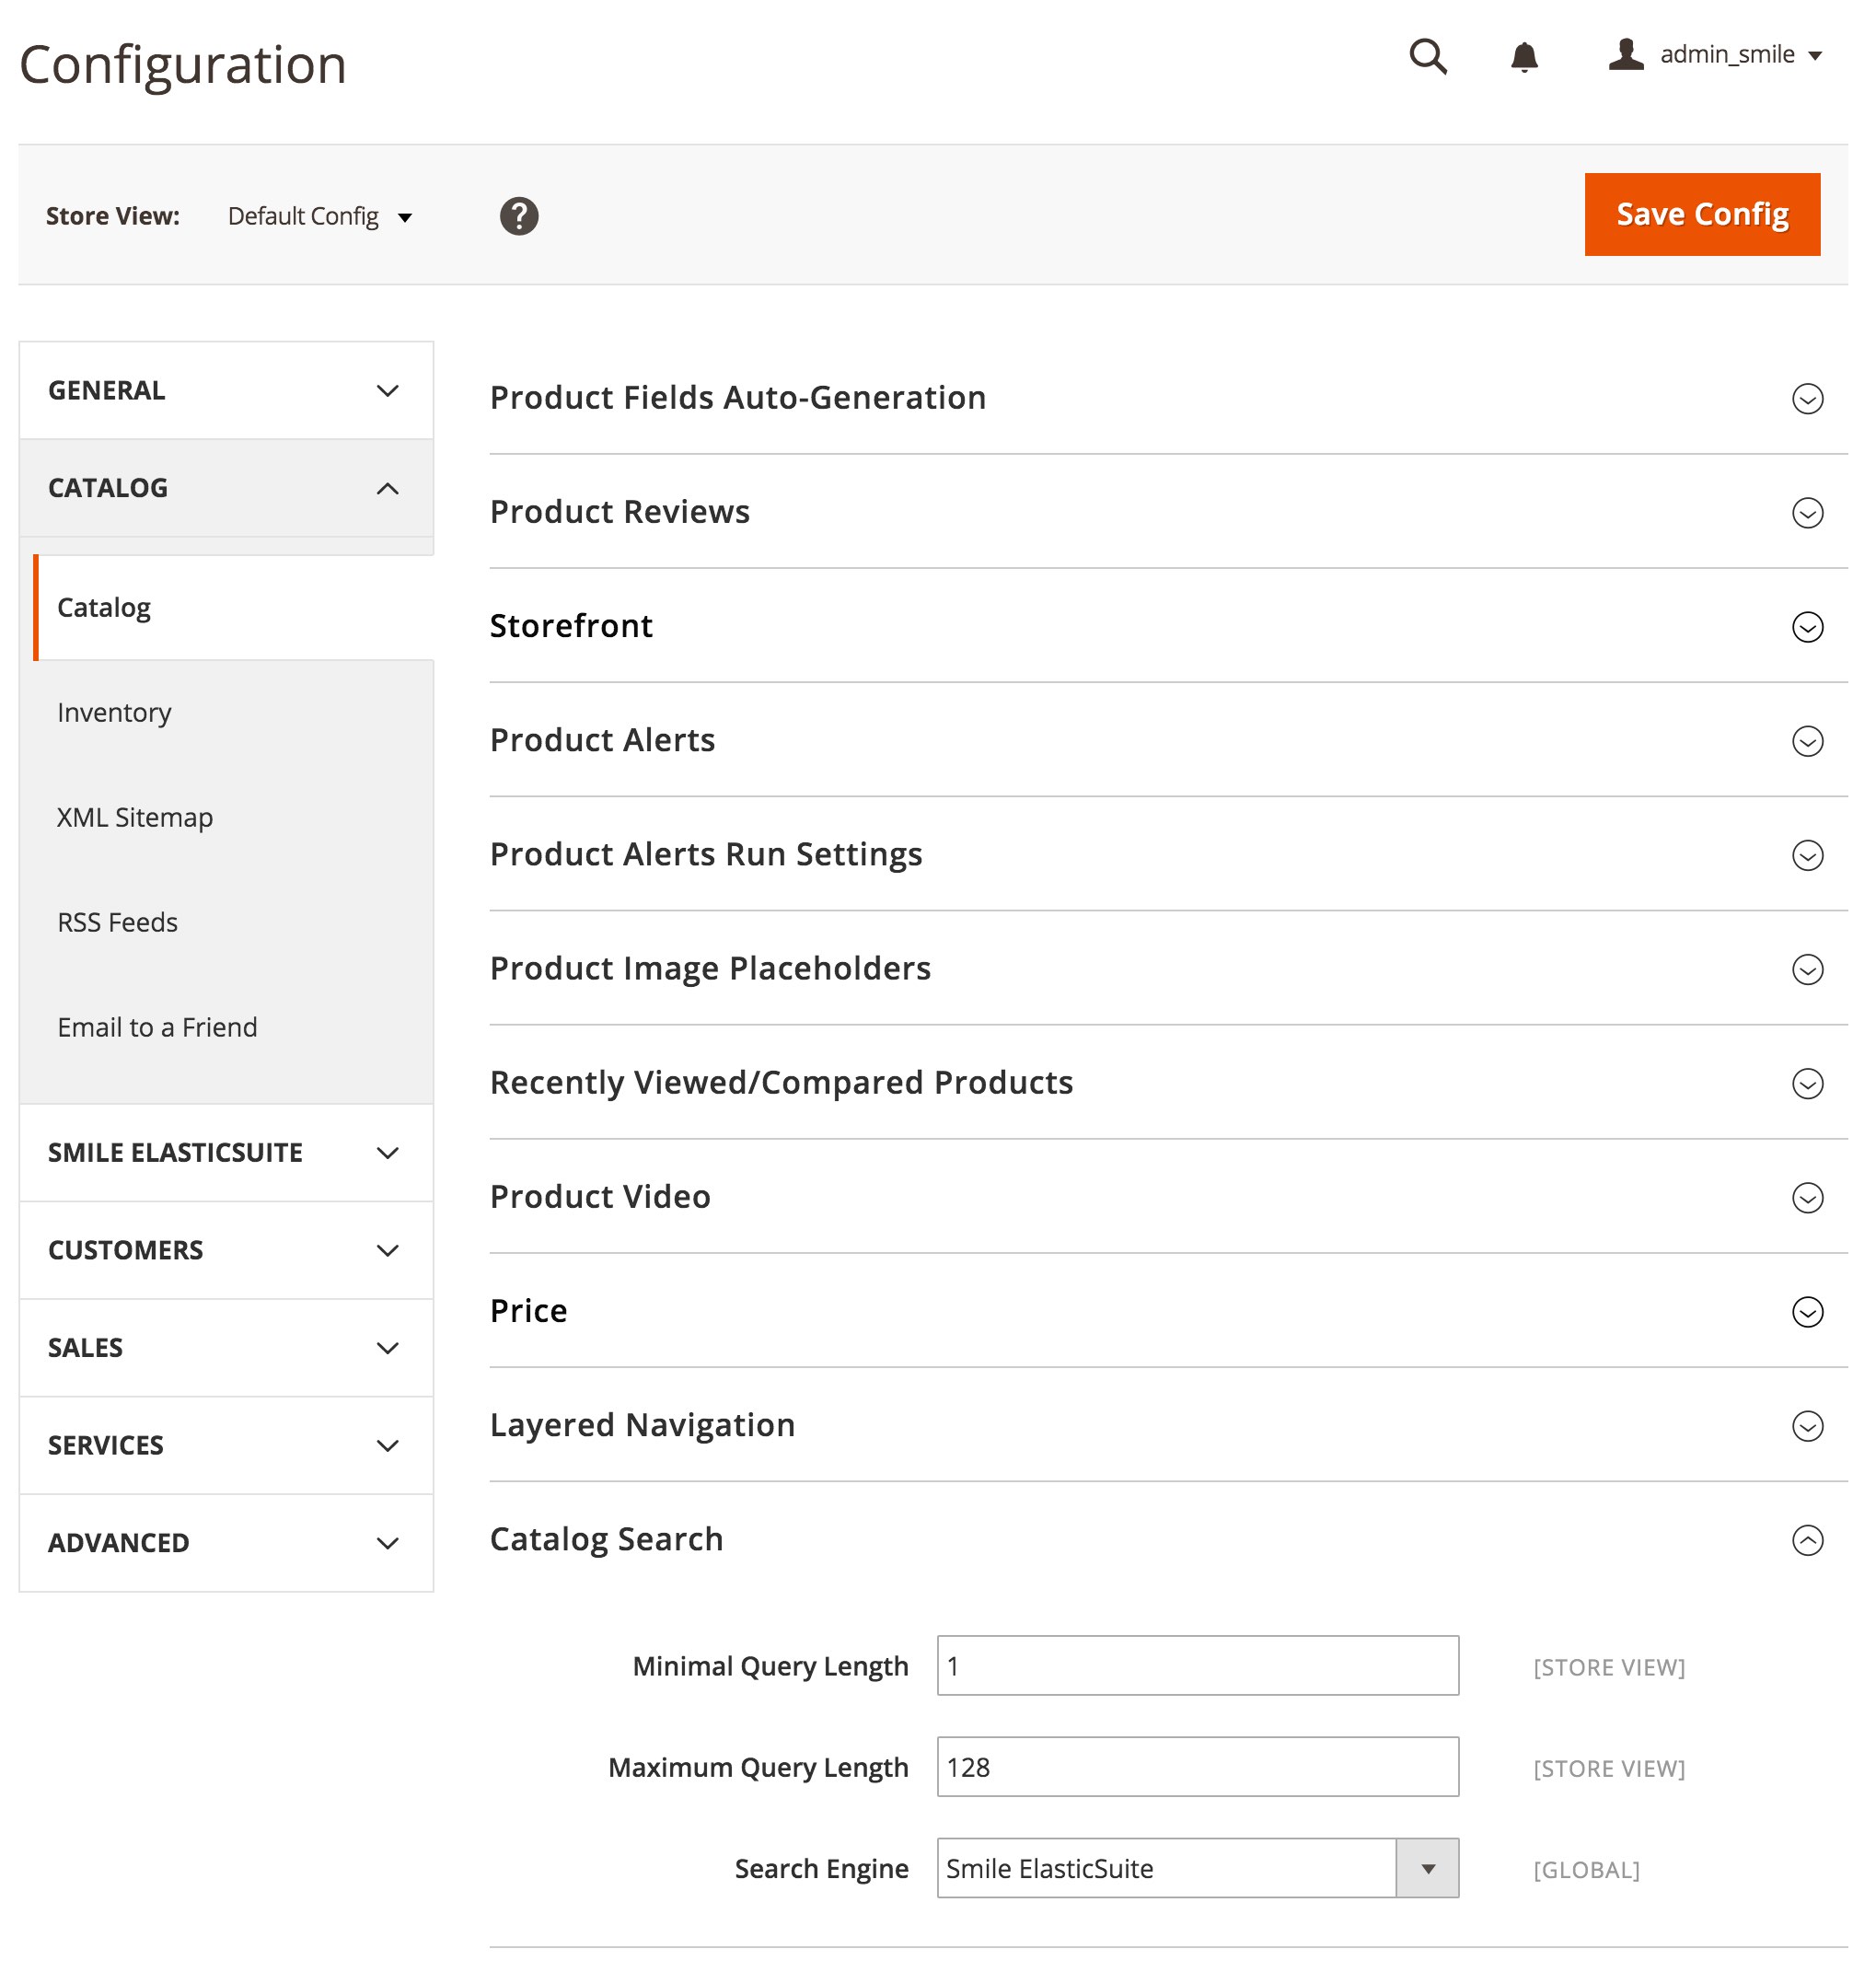 Configuration
admin_smile
Store View: Default Config ?
Save Config
GENERAL
CATALOG
Catalog
Inventory
XML Sitemap
RSS Feeds
Email to a Friend
SMILE ELASTICSUITE
CUSTOMERS
SALES
SERVICES
ADVANCED
Product Fields Auto-Generation
Product Reviews
Storefront
Product Alerts
Product Alerts Run Settings
Product Image Placeholders
Recently Viewed/Compared Products
Product Video
Price
Layered Navigation
Catalog Search
Minimal Query Length 1 [STORE VIEW]
Maximum Query Length 128 [STORE VIEW]
Search Engine Smile ElasticSuite [GLOBAL]